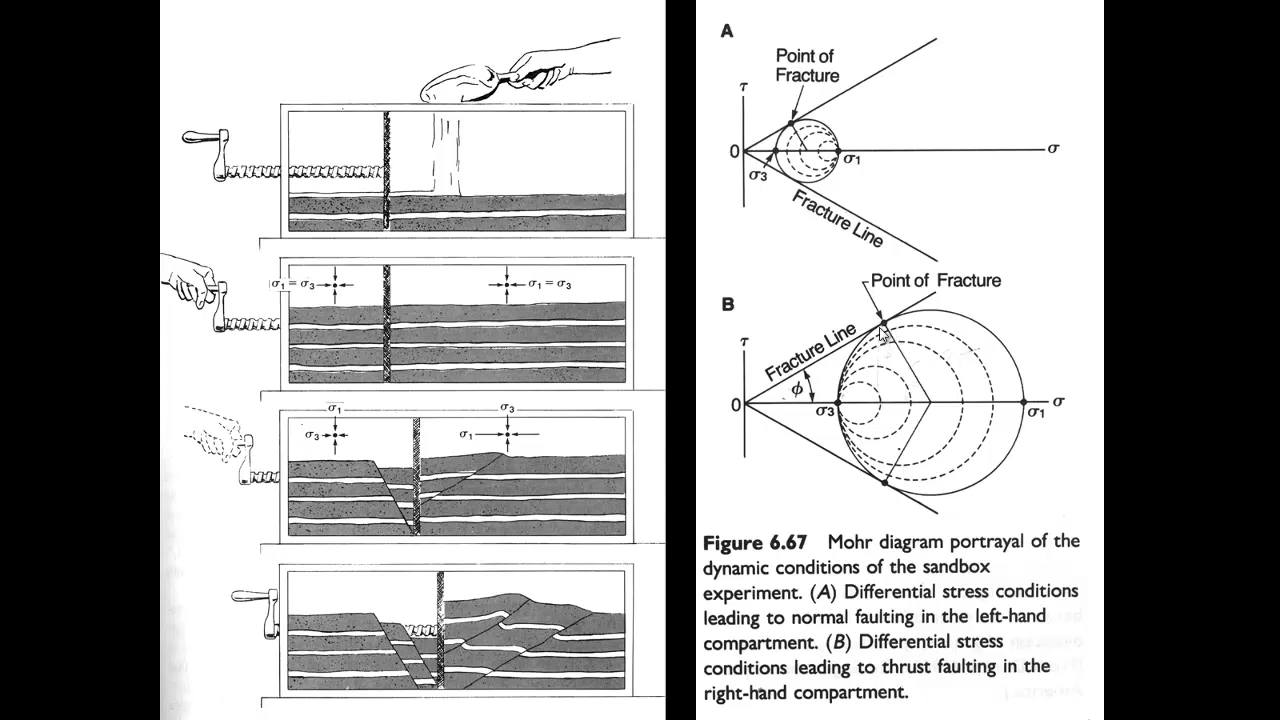 σ1 = σ3
σ1 = σ3
σ1
σ3
σ3
σ1
A
Point of
Fracture
τ
0
σ
σ3
σ1
Fracture Line
Point of Fracture
B
τ
Fracture Line
ϕ
0
σ3
σ1
σ
Figure 6.67 Mohr diagram portrayal of the
dynamic conditions of the sandbox
experiment. (A) Differential stress conditions
leading to normal faulting in the left-hand
compartment. (B) Differential stress
conditions leading to thrust faulting in the
right-hand compartment.